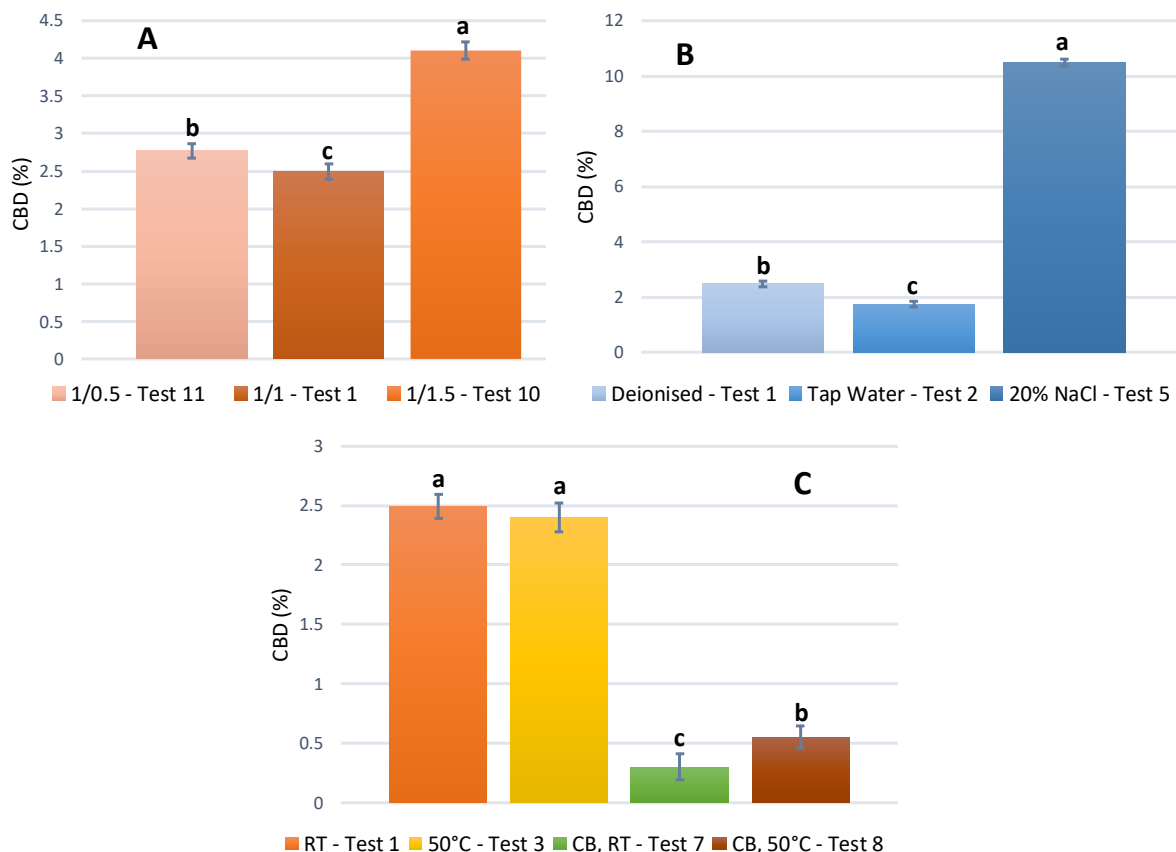 A
B
C
4.5
4
3.5
3
2.5
2
1.5
1
0.5
0
CBD (%)
b
c
a
1/0.5 - Test 11
1/1 - Test 1
1/1.5 - Test 10
12
10
8
6
4
2
0
CBD (%)
b
c
a
Deionised - Test 1
Tap Water - Test 2
20% NaCl - Test 5
3
2.5
2
1.5
1
0.5
0
CBD (%)
a
a
c
b
RT - Test 1
50°C - Test 3
CB, RT - Test 7
CB, 50°C - Test 8